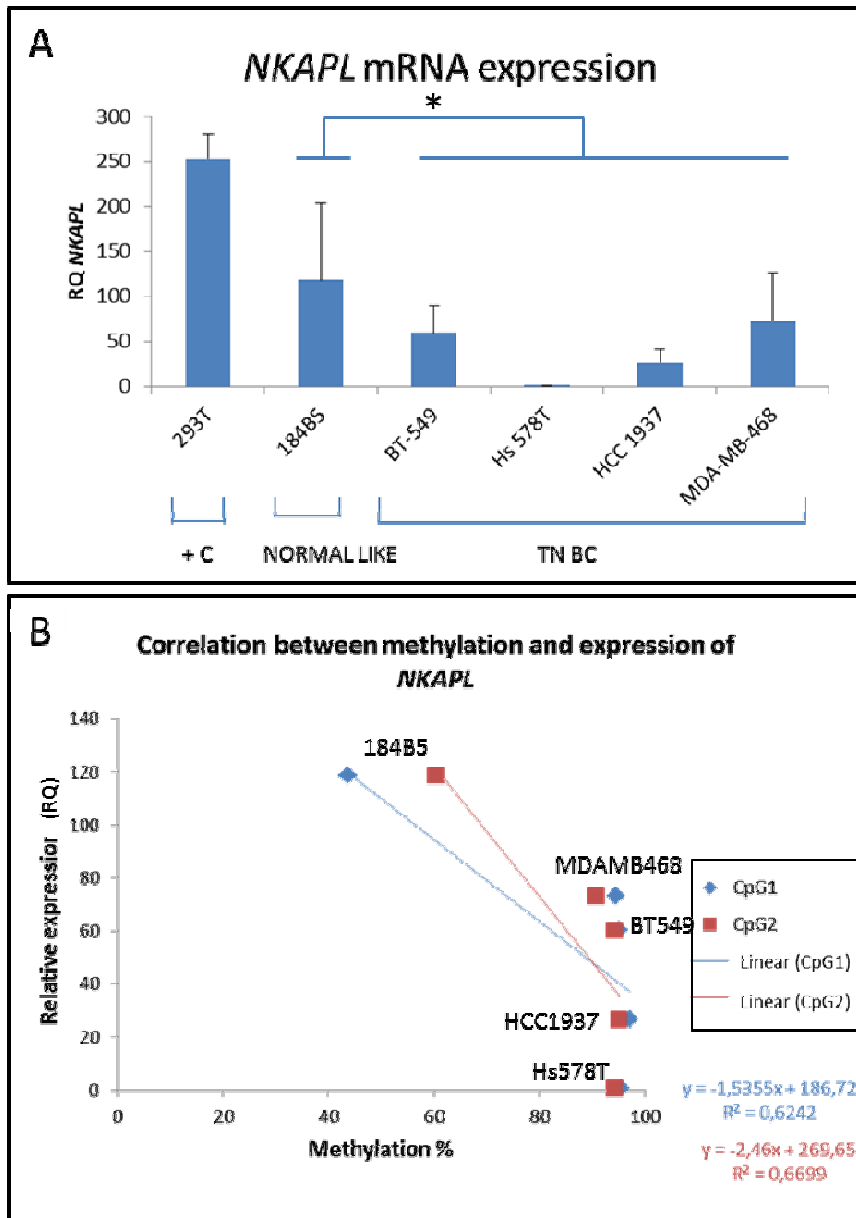 A
NKAPL mRNA expression
*
300
250
200
150
100
50
0
RQ NKAPL
293T
184B5
BT-549
Hs 578T
HCC 1937
MDA-MB-468
+ C
NORMAL LIKE
TN BC
B
Correlation between methylation and expression of
NKAPL
140
120
100
80
60
40
20
0
Relative expression (RQ)
184B5
MDAMB468
BT549
HCC1937
Hs578T
CpG1
CpG2
Linear (CpG1)
Linear (CpG2)
0 20 40 60 80 100
Methylation %
y = -1,5355x + 186,72
R² = 0,6242
y = -2,46x + 269,65
R² = 0,6699